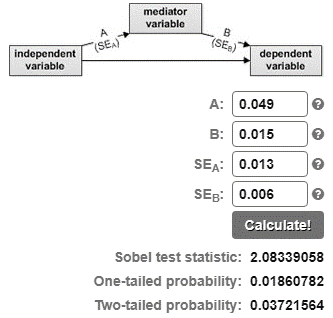 mediator
variable
A
(SEA)
B
(SEB)
independent
variable
dependent
variable
A: 0.049 ?
B: 0.015 ?
SEA: 0.013 ?
SEB: 0.006 ?
Calculate!
Sobel test statistic: 2.08339058
One-tailed probability: 0.01860782
Two-tailed probability: 0.03721564